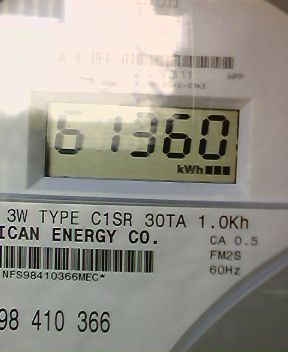 61360
kWh
3W TYPE C1SR 30TA 1.0Kh
ICAN ENERGY CO.
CA 0.5
FM2S
NFS98410366MEC*
60Hz
98 410 366